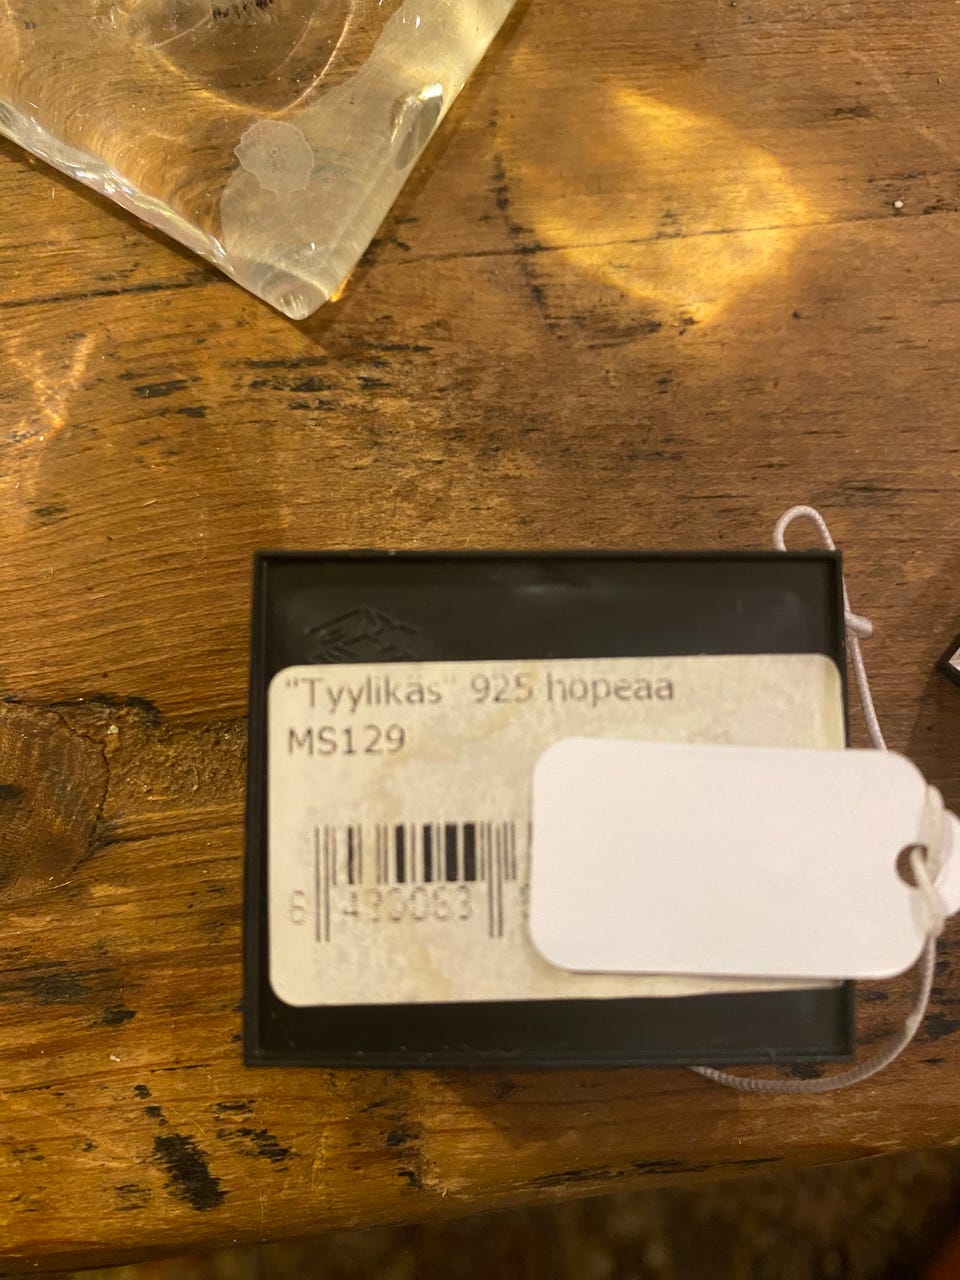 "Tyylikäs" 925 hopeaa
MS129
6 430063